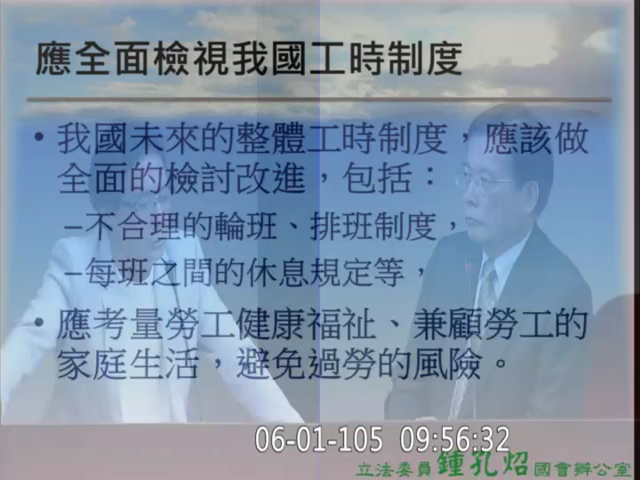 應全面檢視我國工時制度
•我國未來的整體工時制度，應該做
全面的檢討改進，包括：
–不合理的輪班、排班制度，
–每班之間的休息規定等，
•應考量勞工健康福祉、兼顧勞工的
家庭生活，避免過勞的風險。
06-01-105 09:56:32
立法委員鍾孔炤國會辦公室